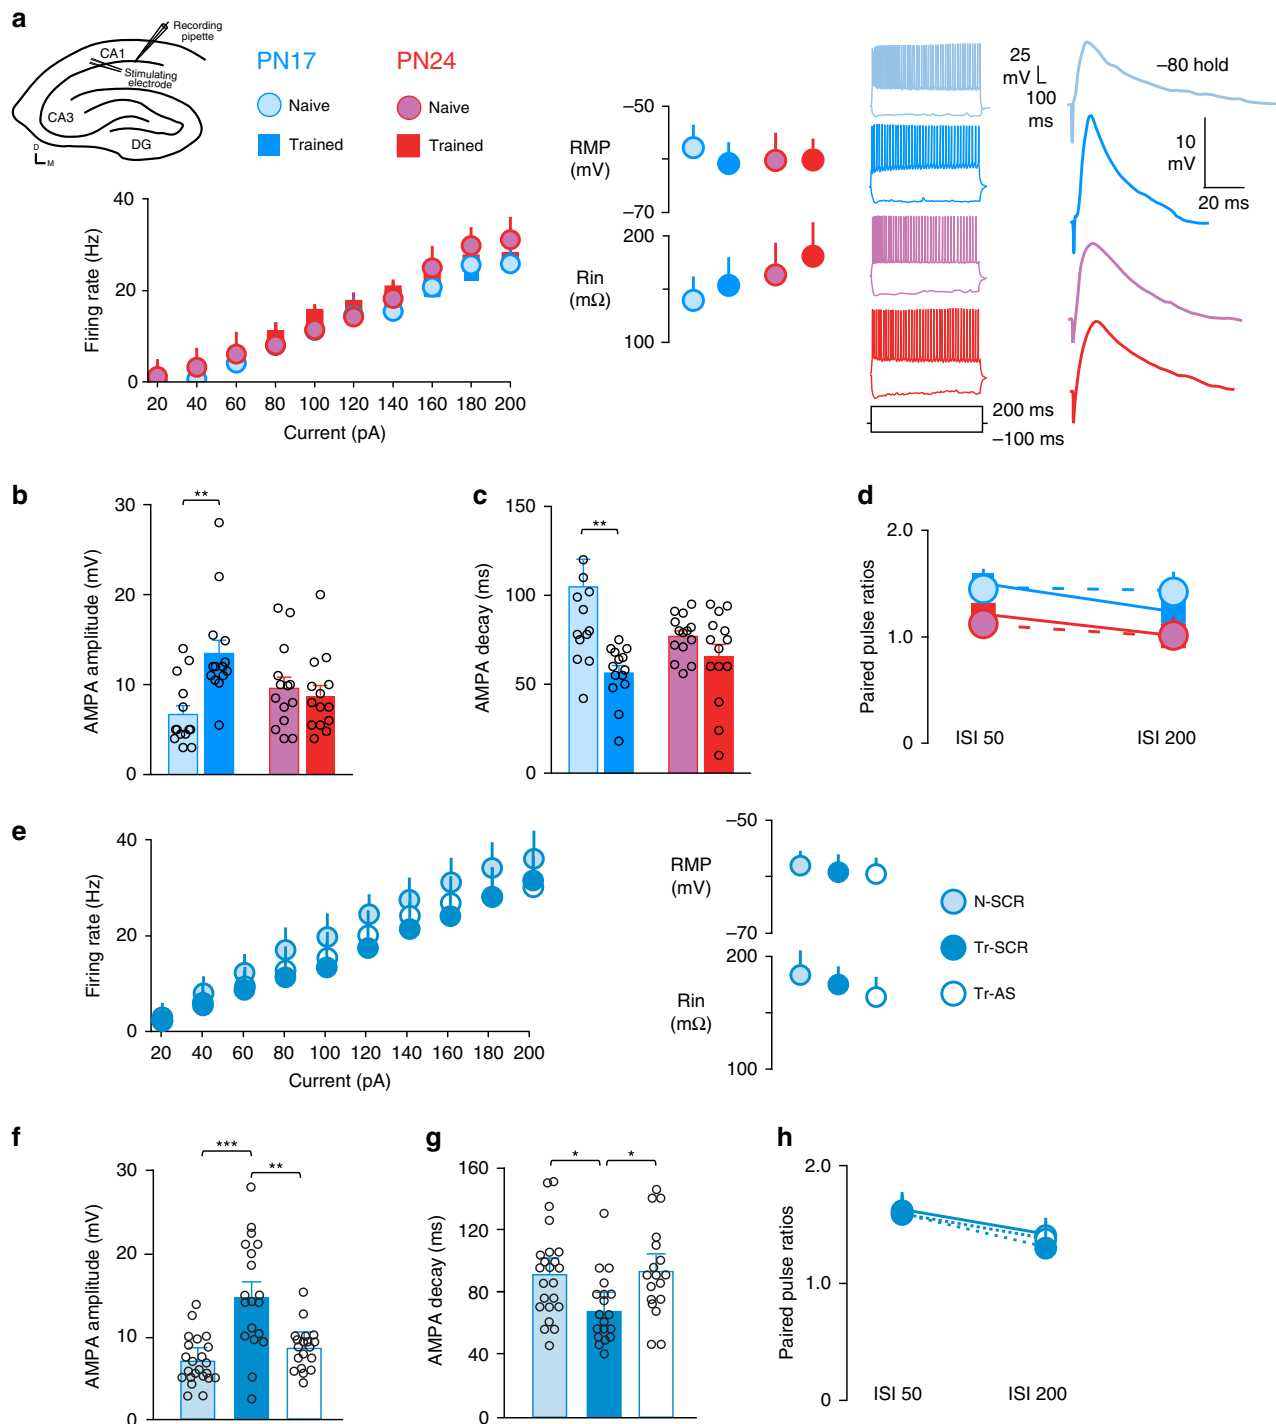 a
Recording
pipette
CA1
Stimulating
electrode
CA3
DG
D
M
PN17
PN24
Naive
Naive
Trained
Trained
40
20
0
Firing rate (Hz)
20 40 60 80 100 120 140 160 180 200
Current (pA)
−50
RMP
(mV)
−70
200
Rin
(mΩ)
100
25
mV
100
ms
−80 hold
10
mV
20 ms
200 ms
−100 ms
b
30
20
10
0
AMPA amplitude (mV)
**
c
150
100
50
0
AMPA decay (ms)
**
d
2.0
1.0
0
Paired pulse ratios
ISI 50 ISI 200
e
40
20
0
Firing rate (Hz)
20 40 60 80 100 120 140 160 180 200
Current (pA)
−50
RMP
(mV)
−70
200
Rin
(mΩ)
100
N-SCR
Tr-SCR
Tr-AS
f
30
20
10
0
AMPA amplitude (mV)
***
**
g
160
120
80
40
0
AMPA decay (ms)
*
*
h
2.0
1.0
0
Paired pulse ratios
ISI 50 ISI 200